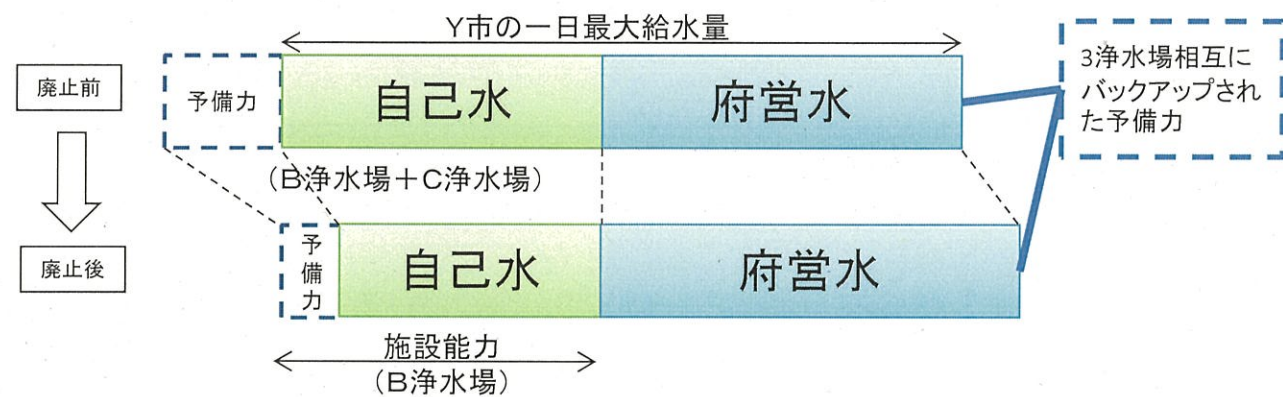 Y市の一日最大給水量
廃止前
予備力
自己水
府営水
3浄水場相互に
バックアップされ
た予備力
（B浄水場＋C浄水場）
廃止後
予
備
力
自己水
府営水
施設能力
（B浄水場）